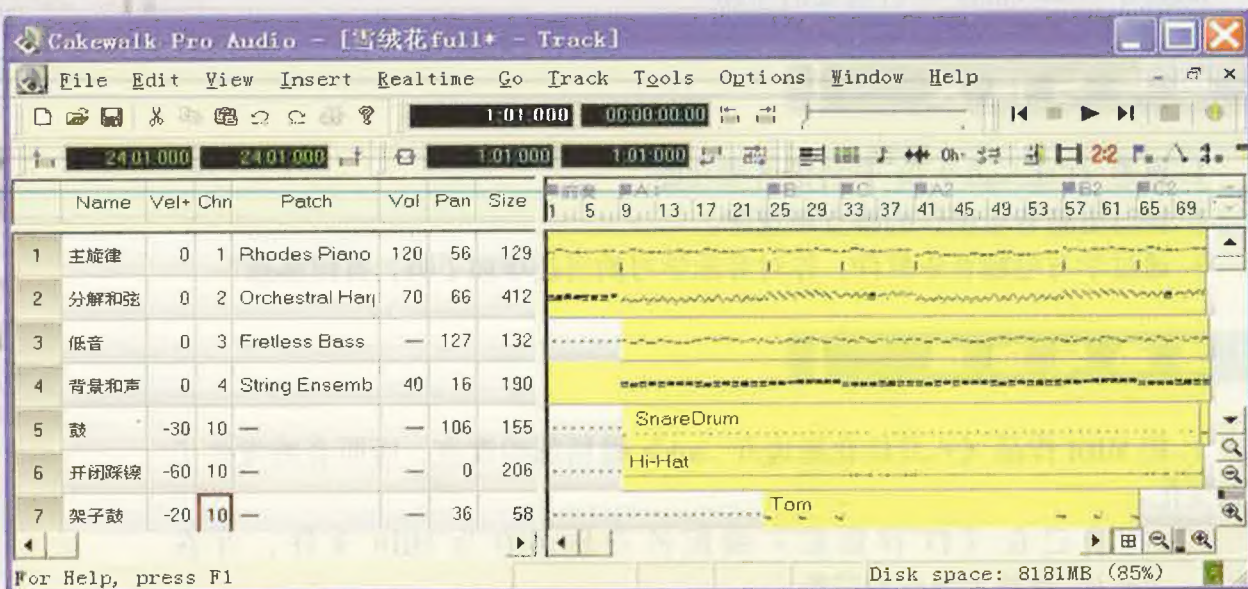 Cakewalk Pro Audio - [雪绒花full* - Track]
File Edit View Insert Realtime Go Track Tools Options Window Help
1:01:000 00:00:00:00
24:01:000 24:01:000 1:01:000 1:01:000 2:2
Name Vel+ Chn Patch Vol Pan Size
前奏 A1 B C A2 B2 C2
1 5 9 13 17 21 25 29 33 37 41 45 49 53 57 61 65 69
1 主旋律 0 1 Rhodes Piano 120 56 129
2 分解和弦 0 2 Orchestral Harp 70 66 412
3 低音 0 3 Fretless Bass — 127 132
4 背景和声 0 4 String Ensemb 40 16 190
5 鼓 -30 10 — — 106 155 SnareDrum
6 开闭踩镲 -60 10 — — 0 206 Hi-Hat
7 架子鼓 -20 10 — — 36 58 Tom
For Help, press F1 Disk space: 8181MB (85%)